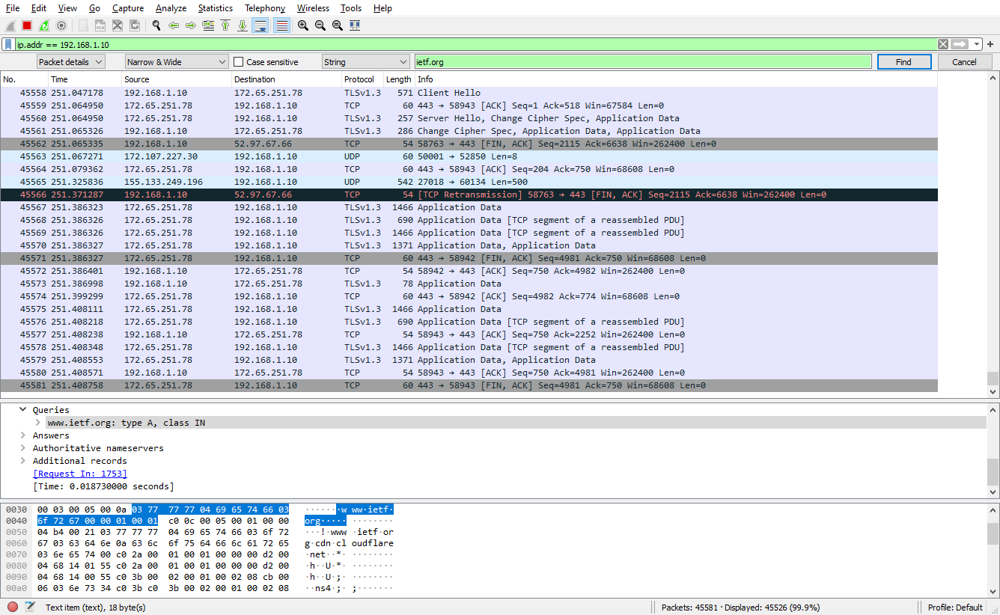 File Edit View Go Capture Analyze Statistics Telephony Wireless Tools Help
ip.addr == 192.168.1.10
Packet details Narrow & Wide Case sensitive String ietf.org Find Cancel
No. Time Source Destination Protocol Length Info
45558 251.047178 192.168.1.10 172.65.251.78 TLSv1.3 571 Client Hello
45559 251.064950 172.65.251.78 192.168.1.10 TCP 60 443 → 58943 [ACK] Seq=1 Ack=518 Win=67584 Len=0
45560 251.064950 172.65.251.78 192.168.1.10 TLSv1.3 257 Server Hello, Change Cipher Spec, Application Data
45561 251.065326 172.65.251.78 192.168.1.10 TLSv1.3 286 Change Cipher Spec, Application Data, Application Data
45562 251.065335 192.168.1.10 52.97.67.66 TCP 54 58763 → 443 [FIN, ACK] Seq=2115 Ack=6638 Win=262400 Len=0
45563 251.067271 172.107.227.30 192.168.1.10 UDP 60 50001 → 52850 Len=8
45564 251.079362 172.65.251.78 192.168.1.10 TCP 60 443 → 58943 [ACK] Seq=204 Ack=750 Win=68608 Len=0
45565 251.325836 155.133.249.196 192.168.1.10 UDP 542 27018 → 60134 Len=500
45566 251.371287 192.168.1.10 52.97.67.66 TCP 54 [TCP Retransmission] 58763 → 443 [FIN, ACK] Seq=2115 Ack=6638 Win=262400 Len=0
45567 251.386323 172.65.251.78 192.168.1.10 TLSv1.3 1466 Application Data
45568 251.386326 172.65.251.78 192.168.1.10 TLSv1.3 690 Application Data [TCP segment of a reassembled PDU]
45569 251.386326 172.65.251.78 192.168.1.10 TLSv1.3 1466 Application Data [TCP segment of a reassembled PDU]
45570 251.386327 172.65.251.78 192.168.1.10 TLSv1.3 1371 Application Data, Application Data
45571 251.386327 172.65.251.78 192.168.1.10 TCP 60 443 → 58942 [FIN, ACK] Seq=4981 Ack=750 Win=68608 Len=0
45572 251.386401 192.168.1.10 172.65.251.78 TCP 54 58942 → 443 [ACK] Seq=750 Ack=4982 Win=262400 Len=0
45573 251.386998 192.168.1.10 172.65.251.78 TLSv1.3 78 Application Data
45574 251.399299 172.65.251.78 192.168.1.10 TCP 60 443 → 58942 [ACK] Seq=4982 Ack=774 Win=68608 Len=0
45575 251.408111 172.65.251.78 192.168.1.10 TLSv1.3 1466 Application Data
45576 251.408218 172.65.251.78 192.168.1.10 TLSv1.3 690 Application Data [TCP segment of a reassembled PDU]
45577 251.408238 192.168.1.10 172.65.251.78 TCP 54 58943 → 443 [ACK] Seq=750 Ack=2252 Win=262400 Len=0
45578 251.408348 172.65.251.78 192.168.1.10 TLSv1.3 1466 Application Data [TCP segment of a reassembled PDU]
45579 251.408553 172.65.251.78 192.168.1.10 TLSv1.3 1371 Application Data, Application Data
45580 251.408571 192.168.1.10 172.65.251.78 TCP 54 58943 → 443 [ACK] Seq=750 Ack=4981 Win=262400 Len=0
45581 251.408758 172.65.251.78 192.168.1.10 TCP 60 443 → 58943 [FIN, ACK] Seq=4981 Ack=750 Win=68608 Len=0
Queries
www.ietf.org: type A, class IN
Answers
Authoritative nameservers
Additional records
[Request In: 1753]
[Time: 0.018730000 seconds]
0030 00 03 00 05 00 0a 03 77 77 77 04 69 65 74 66 03 ·······w ww·ietf·
0040 6f 72 67 00 00 01 00 01 c0 0c 00 05 00 01 00 00 org····· ········
0050 04 b4 00 21 03 77 77 77 04 69 65 74 66 03 6f 72 ···!·www ·ietf·or
0060 67 03 63 64 6e 0a 63 6c 6f 75 64 66 6c 61 72 65 g·cdn·cl oudflare
0070 03 6e 65 74 00 c0 2a 00 01 00 01 00 00 00 d2 00 ·net··*· ········
0080 04 68 14 01 55 c0 2a 00 01 00 01 00 00 00 d2 00 ·h··U·*· ········
0090 04 68 14 00 55 c0 3b 00 02 00 01 00 02 08 cb 00 ·h··U·;· ········
00a0 06 03 6e 73 34 c0 3b c0 3b 00 02 00 01 00 02 08 ··ns4·;· ;·······
Text item (text), 18 byte(s) Packets: 45581 · Displayed: 45526 (99.9%) Profile: Default